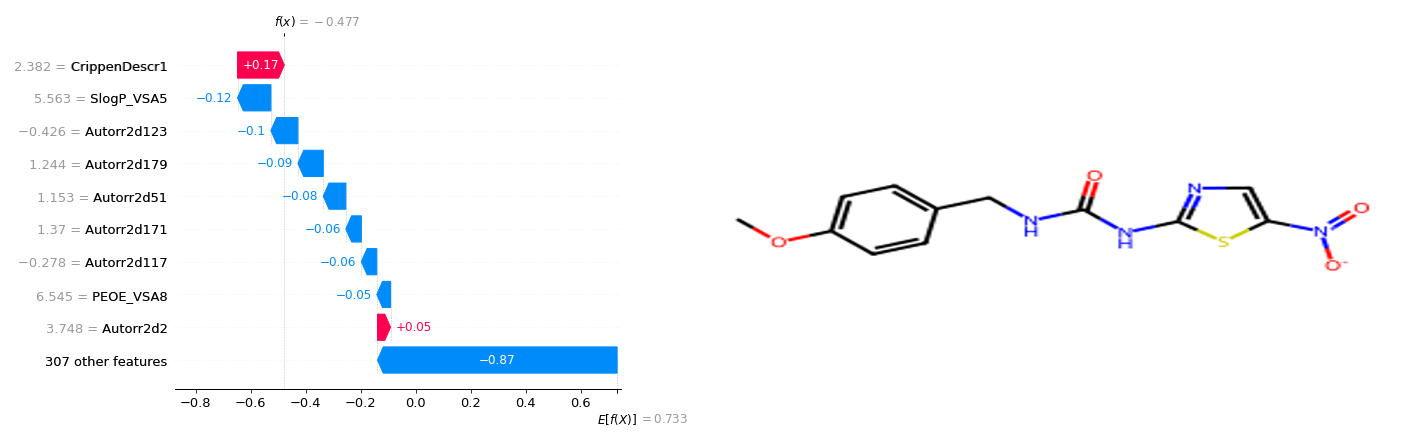 f(x) = −0.477
2.382 = CrippenDescr1
+0.17
5.563 = SlogP_VSA5
−0.12
−0.426 = Autorr2d123
−0.1
1.244 = Autorr2d179
−0.09
1.153 = Autorr2d51
−0.08
1.37 = Autorr2d171
−0.06
−0.278 = Autorr2d117
−0.06
6.545 = PEOE_VSA8
−0.05
3.748 = Autorr2d2
+0.05
307 other features
−0.87
−0.8 −0.6 −0.4 −0.2 0.0 0.2 0.4 0.6
E[f(X)] = 0.733
O
N
H
O
N
H
N
S
N
O
O-